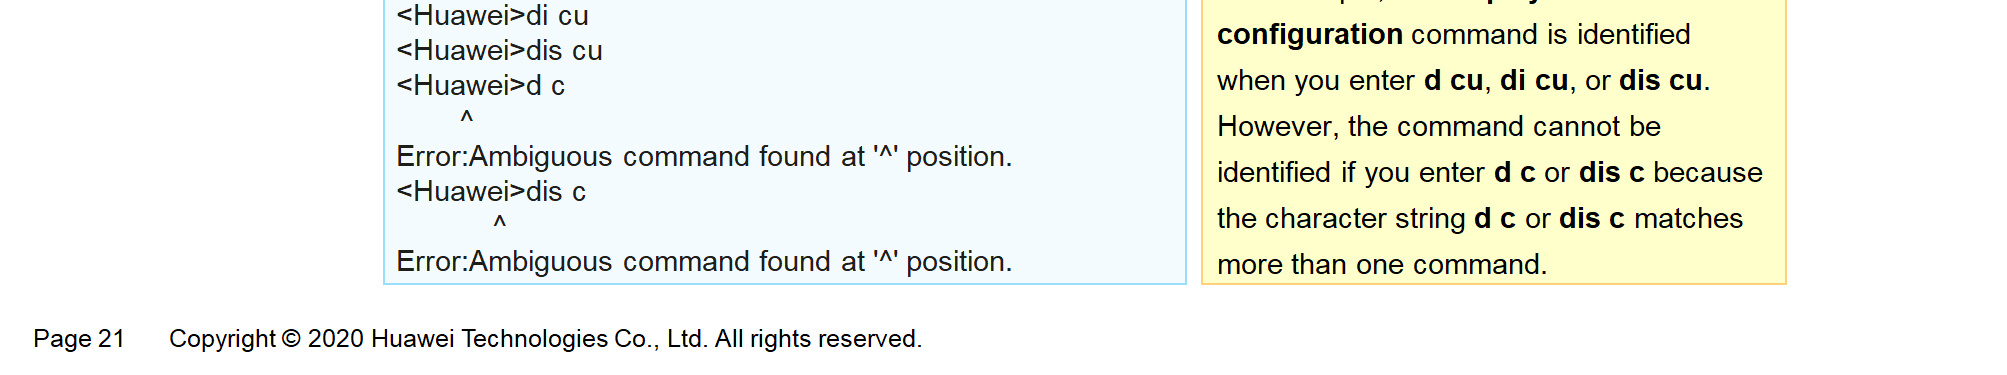 <Huawei>di cu
<Huawei>dis cu
<Huawei>d c
^
Error:Ambiguous command found at '^' position.
<Huawei>dis c
^
Error:Ambiguous command found at '^' position.
configuration command is identified
when you enter d cu, di cu, or dis cu.
However, the command cannot be
identified if you enter d c or dis c because
the character string d c or dis c matches
more than one command.
Page 21 Copyright © 2020 Huawei Technologies Co., Ltd. All rights reserved.